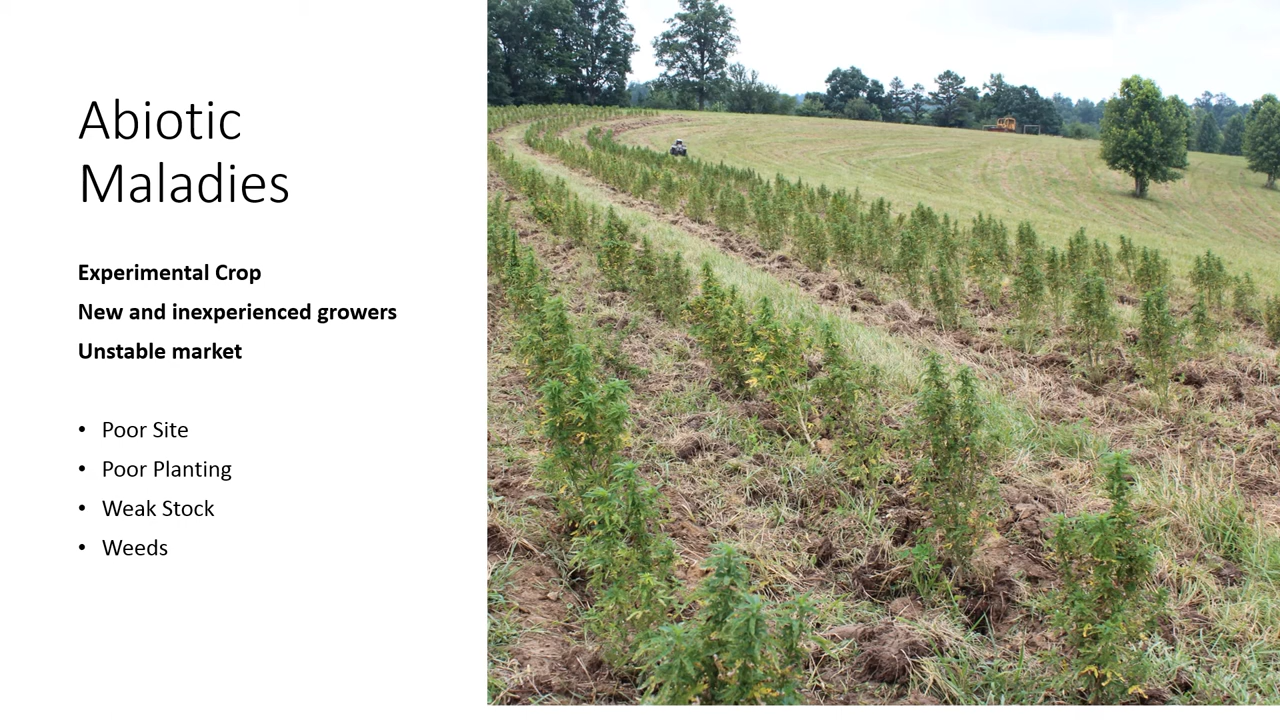 Abiotic
Maladies
Experimental Crop
New and inexperienced growers
Unstable market
• Poor Site
• Poor Planting
• Weak Stock
• Weeds